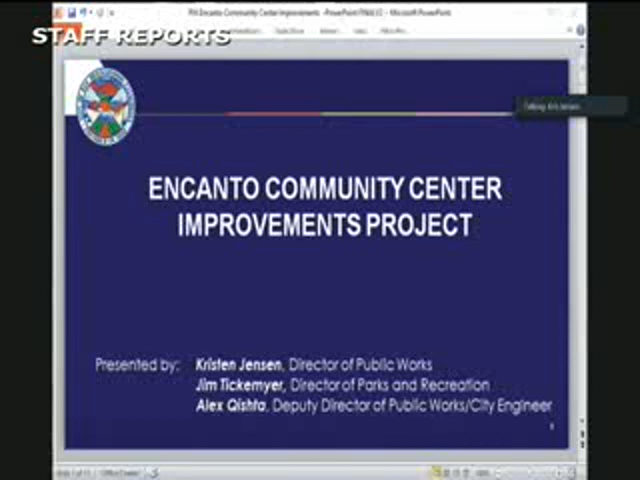 STAFF REPORTS
ENCANTO COMMUNITY CENTER
IMPROVEMENTS PROJECT
Presented by: Kristen Jensen, Director of Public Works
Jim Tickemyer, Director of Parks and Recreation
Alex Qishta, Deputy Director of Public Works/City Engineer